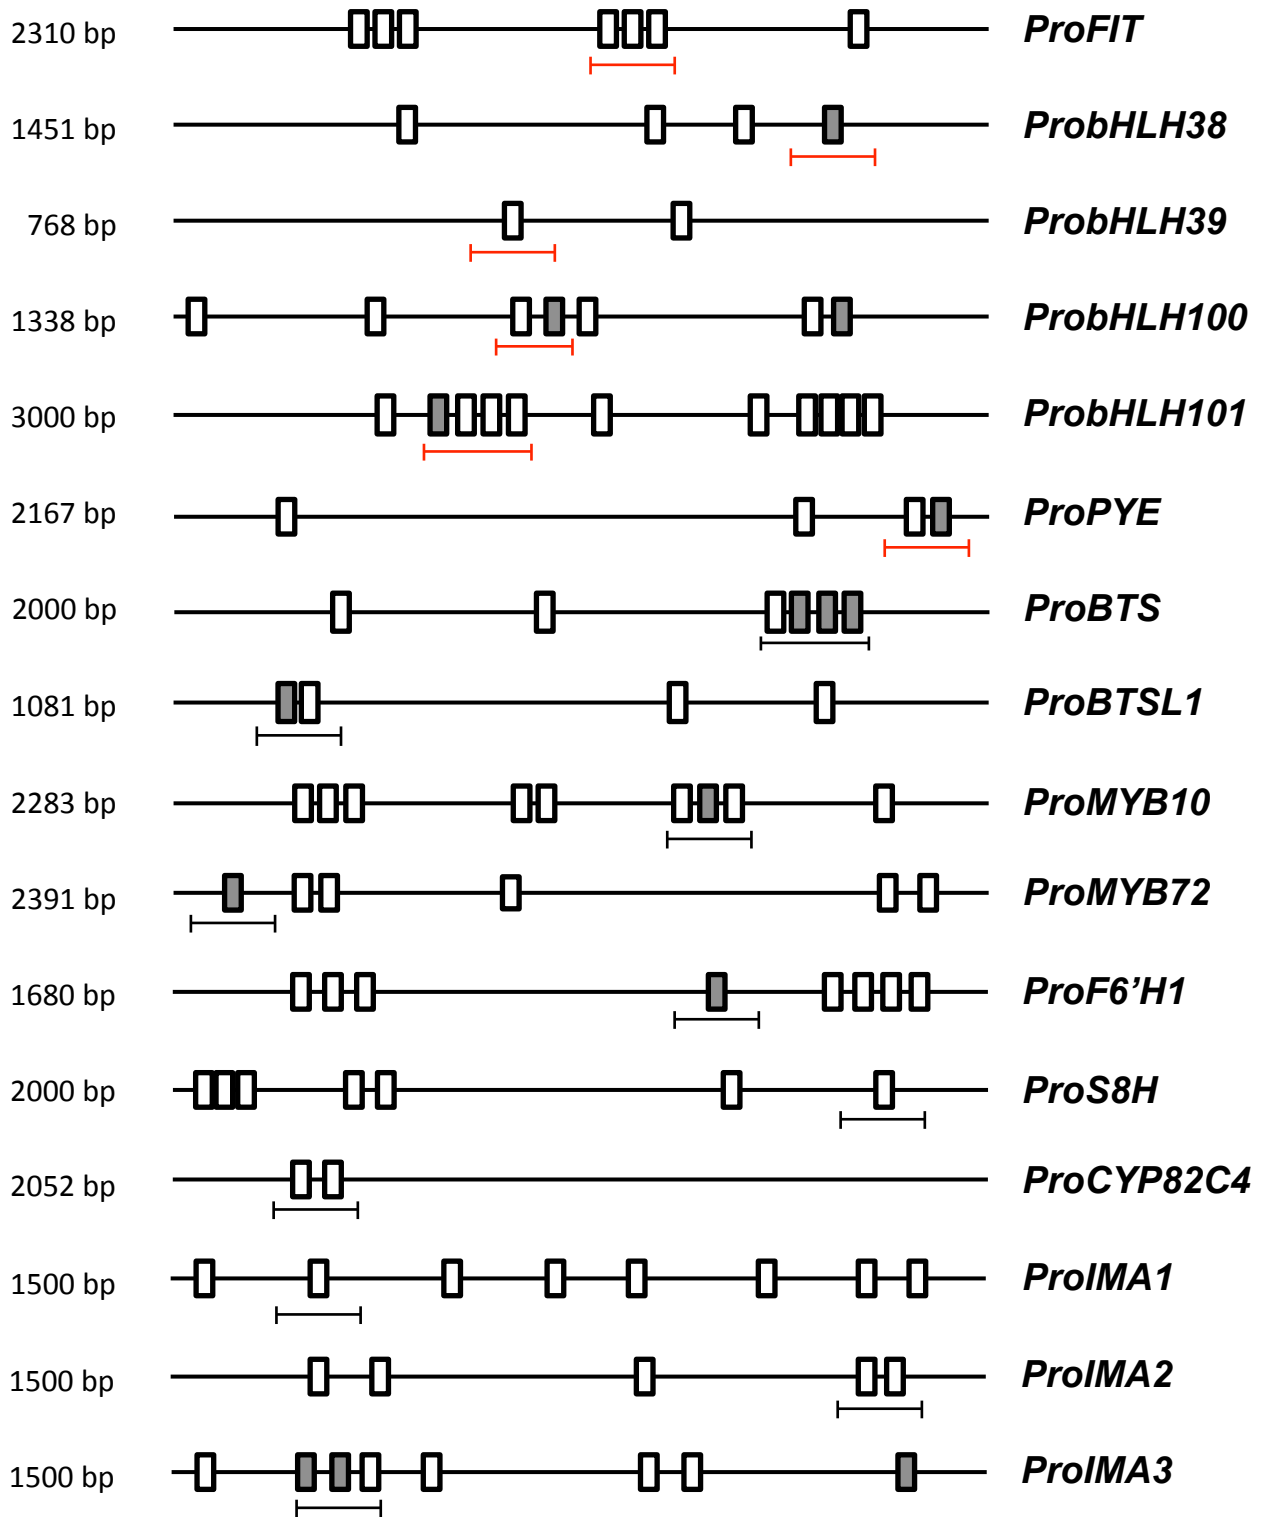 2310 bp ProFIT
1451 bp ProbHLH38
768 bp ProbHLH39
1338 bp ProbHLH100
3000 bp ProbHLH101
2167 bp ProPYE
2000 bp ProBTS
1081 bp ProBTSL1
2283 bp ProMYB10
2391 bp ProMYB72
1680 bp ProF6’H1
2000 bp ProS8H
2052 bp ProCYP82C4
1500 bp ProIMA1
1500 bp ProIMA2
1500 bp ProIMA3